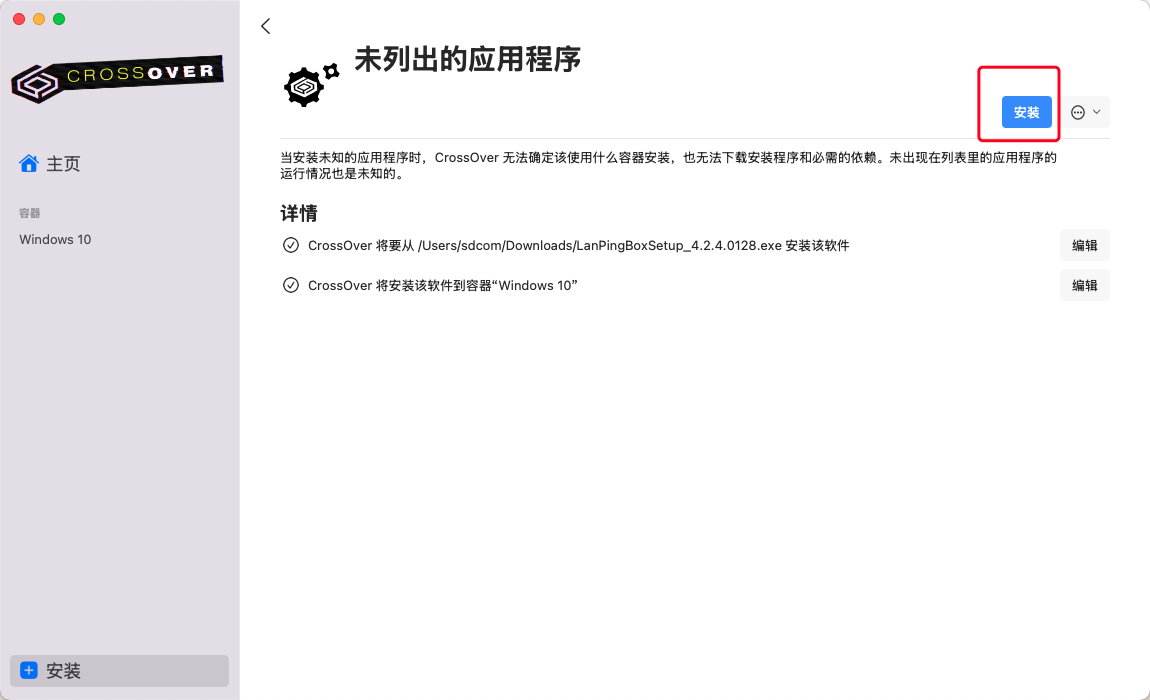 CROSSOVER
主页
容器
Windows 10
安装
未列出的应用程序
安装
当安装未知的应用程序时，CrossOver 无法确定该使用什么容器安装，也无法下载安装程序和必需的依赖。未出现在列表里的应用程序的
运行情况也是未知的。
详情
CrossOver 将要从 /Users/sdcom/Downloads/LanPingBoxSetup_4.2.4.0128.exe 安装该软件
编辑
CrossOver 将安装该软件到容器“Windows 10”
编辑